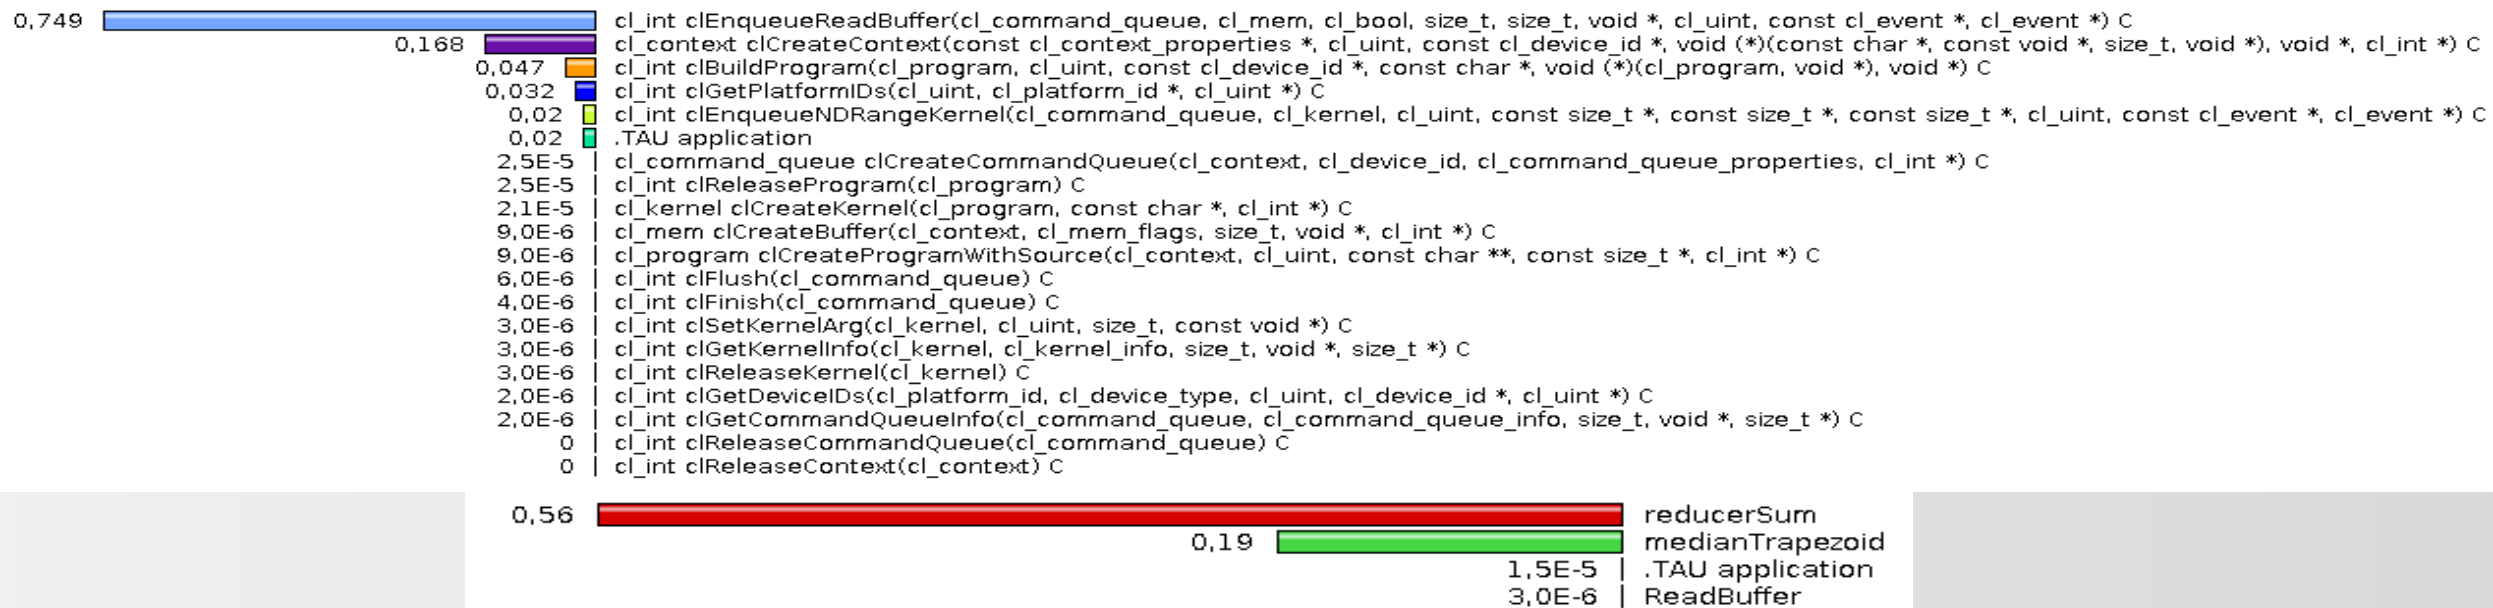 0,749 cl_int clEnqueueReadBuffer(cl_command_queue, cl_mem, cl_bool, size_t, size_t, void *, cl_uint, const cl_event *, cl_event *) C
0,168 cl_context clCreateContext(const cl_context_properties *, cl_uint, const cl_device_id *, void (*)(const char *, const void *, size_t, void *), void *, cl_int *) C
0,047 cl_int clBuildProgram(cl_program, cl_uint, const cl_device_id *, const char *, void (*)(cl_program, void *), void *) C
0,032 cl_int clGetPlatformIDs(cl_uint, cl_platform_id *, cl_uint *) C
0,02 cl_int clEnqueueNDRangeKernel(cl_command_queue, cl_kernel, cl_uint, const size_t *, const size_t *, const size_t *, cl_uint, const cl_event *, cl_event *) C
0,02 .TAU application
2,5E-5 cl_command_queue clCreateCommandQueue(cl_context, cl_device_id, cl_command_queue_properties, cl_int *) C
2,5E-5 cl_int clReleaseProgram(cl_program) C
2,1E-5 cl_kernel clCreateKernel(cl_program, const char *, cl_int *) C
9,0E-6 cl_mem clCreateBuffer(cl_context, cl_mem_flags, size_t, void *, cl_int *) C
9,0E-6 cl_program clCreateProgramWithSource(cl_context, cl_uint, const char **, const size_t *, cl_int *) C
6,0E-6 cl_int clFlush(cl_command_queue) C
4,0E-6 cl_int clFinish(cl_command_queue) C
3,0E-6 cl_int clSetKernelArg(cl_kernel, cl_uint, size_t, const void *) C
3,0E-6 cl_int clGetKernelInfo(cl_kernel, cl_kernel_info, size_t, void *, size_t *) C
3,0E-6 cl_int clReleaseKernel(cl_kernel) C
2,0E-6 cl_int clGetDeviceIDs(cl_platform_id, cl_device_type, cl_uint, cl_device_id *, cl_uint *) C
2,0E-6 cl_int clGetCommandQueueInfo(cl_command_queue, cl_command_queue_info, size_t, void *, size_t *) C
0 cl_int clReleaseCommandQueue(cl_command_queue) C
0 cl_int clReleaseContext(cl_context) C
0,56 reducerSum
0,19 medianTrapezoid
1,5E-5 .TAU application
3,0E-6 ReadBuffer